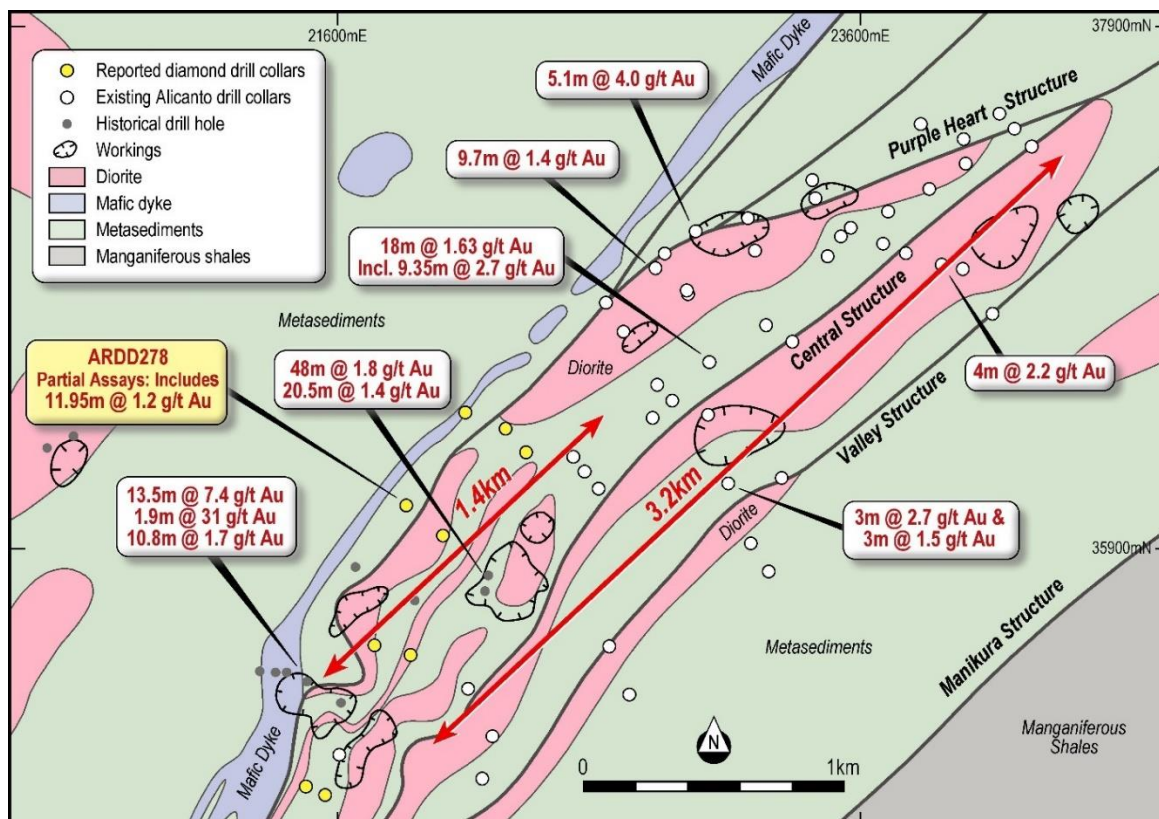 21600mE
23600mE
37900mN
Reported diamond drill collars
Existing Alicanto drill collars
Historical drill hole
Workings
Diorite
Mafic dyke
Metasediments
Manganiferous shales
Mafic Dyke
5.1m @ 4.0 g/t Au
Purple Heart Structure
9.7m @ 1.4 g/t Au
18m @ 1.63 g/t Au
Incl. 9.35m @ 2.7 g/t Au
Metasediments
Central Structure
Diorite
ARDD278
Partial Assays: Includes
11.95m @ 1.2 g/t Au
48m @ 1.8 g/t Au
20.5m @ 1.4 g/t Au
4m @ 2.2 g/t Au
Valley Structure
1.4km
3.2km
13.5m @ 7.4 g/t Au
1.9m @ 31 g/t Au
10.8m @ 1.7 g/t Au
Diorite
3m @ 2.7 g/t Au &
3m @ 1.5 g/t Au
35900mN
Metasediments
Manikura Structure
Mafic Dyke
N
Manganiferous
Shales
0
1km